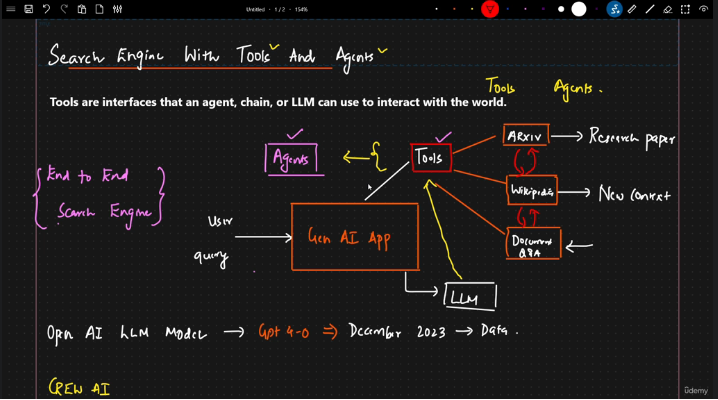 Untitled - 1 / 2 - 154%
Search Engine With Tools And Agents
Tools Agents.
Tools are interfaces that an agent, chain, or LLM can use to interact with the world.
ARXIV Research paper
Agents Tools
End to End
Search Engine
Wikipedia New Context
User
query
Gen AI App
Document
Q&A
LLM
Open AI LLM Model → Gpt 4-0 ⇒ December 2023 → Data.
CREW AI
ûdemy